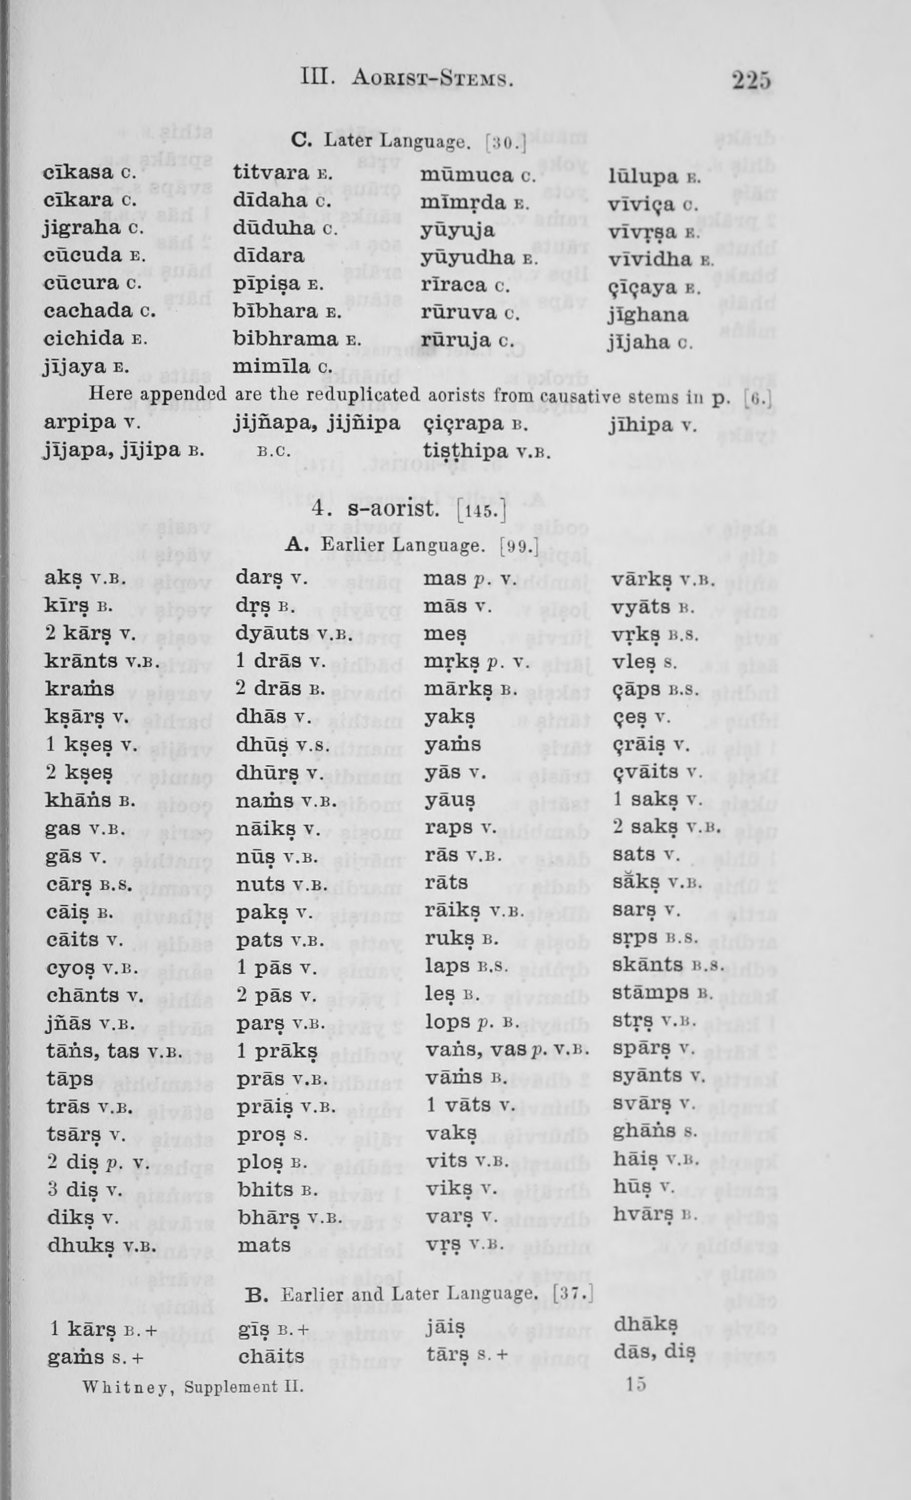 III. AORIST-STEMS. 225
C. Later Language. [30.]
cīkasa C. titvara E. mūmuca C. lūlupa E.
cīkara C. dīdaha C. mīmṛda E. vīviça C.
jigraha C. dūduha C. yūyuja vīvṛṣa E.
cūcuda E. dīdara yūyudha E. vīvidha E.
cūcura C. pīpiṣa E. rīraca C. çīçaya E.
cachada C. bībhara E. rūruva C. jīghana
cichida E. bibhrama E. rūruja C. jījaha C.
jījaya E. mimīla C.
Here appended are the reduplicated aorists from causative stems in p. [6.]
arpipa V. jijñapa, jijñipa çiçrapa B. jīhipa V.
jījapa, jījipa B. B.C. tiṣṭhipa V.B.
4. s-aorist. [145.]
A. Earlier Language. [99.]
akṣ V.B. darṣ V. mas p. V. vārkṣ V.B.
kīrṣ B. dṛṣ B. mās V. vyāts B.
2 kārṣ V. dyāuts V.B. meṣ vṛkṣ B.S.
krānts V.B. 1 drās V. mṛkṣ p. V. vleṣ S.
kraṁs 2 drās B. mārkṣ B. çāps B.S.
kṣārṣ V. dhās V. yakṣ çeṣ V.
1 kṣeṣ V. dhūṣ V.S. yaṁs çrāiṣ V.
2 kṣeṣ dhūrṣ V. yās V. çvāits V.
khāṅs B. naṁs V.B. yāuṣ 1 sakṣ V.
gas V.B. nāikṣ V. raps V. 2 sakṣ V.B.
gās V. nūṣ V.B. rās V.B. sats V.
cārṣ B.S. nuts V.B. rāts sā̆kṣ V.B.
cāiṣ B. pakṣ V. rāikṣ V.B. sarṣ V.
cāits V. pats V.B. rukṣ B. sṛps B.S.
cyoṣ V.B. 1 pās V. laps B.S. skānts B.S.
chānts V. 2 pās V. leṣ B. stāmps B.
jñās V.B. parṣ V.B. lops p. B. stṛṣ V.B.
tāṅs, tas V.B. 1 prākṣ vaṅs, vas p. V.B. spārṣ V.
tāps prās V.B. vāṁs B. syānts V.
trās V.B. prāiṣ V.B. 1 vāts V. svārṣ V.
tsārṣ V. proṣ S. vakṣ ghāṅs S.
2 diṣ p. V. ploṣ B. vits V.B. hāiṣ V.B.
3 diṣ V. bhits B. vikṣ V. hūṣ V.
dikṣ V. bhārṣ V.B. varṣ V. hvārṣ B.
dhukṣ V.B. mats vṛṣ V.B.
B. Earlier and Later Language. [37.]
1 kārṣ B.+ gīṣ B.+ jāiṣ dhākṣ
gaṁs S.+ chāits tārṣ S.+ dās, diṣ
Whitney, Supplement II. 15